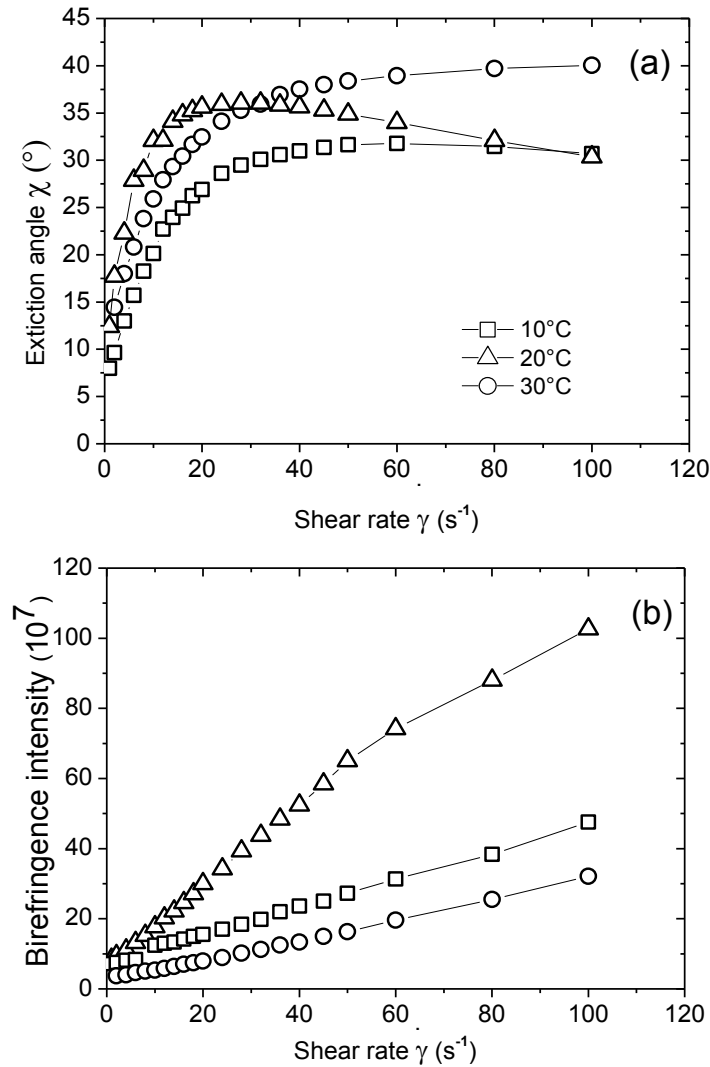 45
40
35
30
25
20
15
10
5
0
Extiction angle χ (°)
(a)
10°C
20°C
30°C
0 20 40 60 80 100 120
Shear rate γ̇ (s⁻¹)
120
100
80
60
40
20
0
Birefringence intensity (10⁷)
(b)
0 20 40 60 80 100 120
Shear rate γ̇ (s⁻¹)